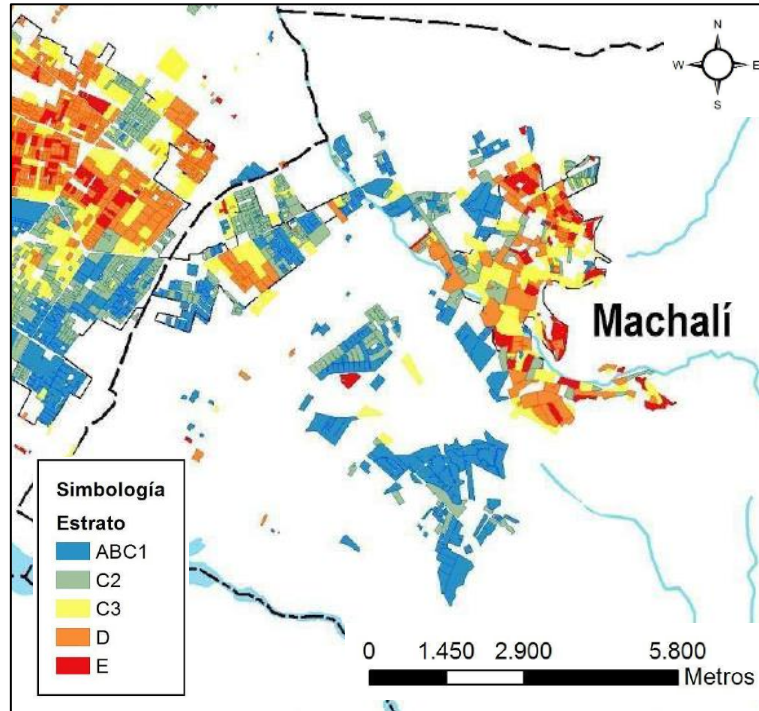 N
W E
S
Machalí
Simbología
Estrato
ABC1
C2
C3
D
E
0 1.450 2.900 5.800
Metros